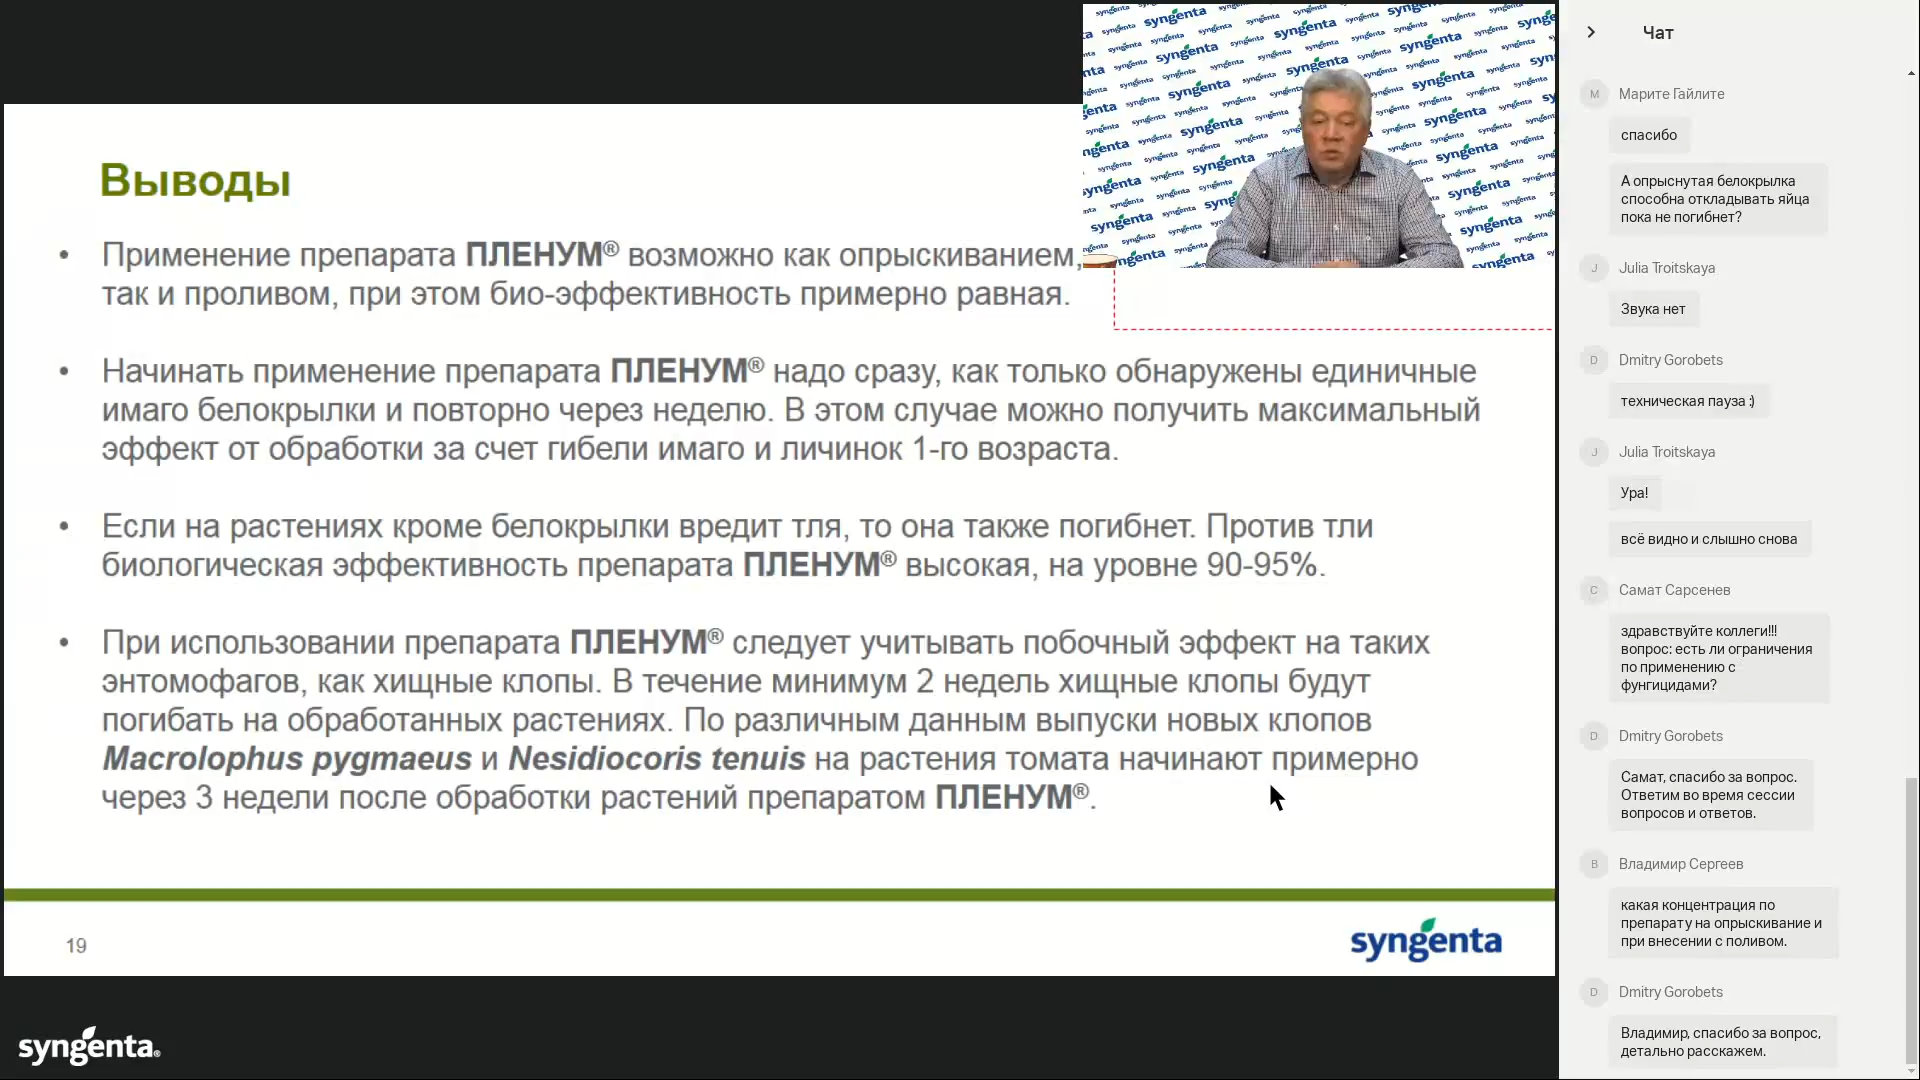 Выводы
• Применение препарата ПЛЕНУМ® возможно как опрыскиванием,
так и проливом, при этом био-эффективность примерно равная.
• Начинать применение препарата ПЛЕНУМ® надо сразу, как только обнаружены единичные
имаго белокрылки и повторно через неделю. В этом случае можно получить максимальный
эффект от обработки за счет гибели имаго и личинок 1-го возраста.
• Если на растениях кроме белокрылки вредит тля, то она также погибнет. Против тли
биологическая эффективность препарата ПЛЕНУМ® высокая, на уровне 90-95%.
• При использовании препарата ПЛЕНУМ® следует учитывать побочный эффект на таких
энтомофагов, как хищные клопы. В течение минимум 2 недель хищные клопы будут
погибать на обработанных растениях. По различным данным выпуски новых клопов
Macrolophus pygmaeus и Nesidiocoris tenuis на растения томата начинают примерно
через 3 недели после обработки растений препаратом ПЛЕНУМ®.
19
syngenta
syngenta®
syngenta
Чат
М Марите Гайлите
спасибо
А опрыснутая белокрылка
способна откладывать яйца
пока не погибнет?
J Julia Troitskaya
Звука нет
D Dmitry Gorobets
техническая пауза :)
J Julia Troitskaya
Ура!
всё видно и слышно снова
С Самат Сарсенев
здравствуйте коллеги!!!
вопрос: есть ли ограничения
по применению с
фунгицидами?
D Dmitry Gorobets
Самат, спасибо за вопрос.
Ответим во время сессии
вопросов и ответов.
В Владимир Сергеев
какая концентрация по
препарату на опрыскивание и
при внесении с поливом.
D Dmitry Gorobets
Владимир, спасибо за вопрос,
детально расскажем.